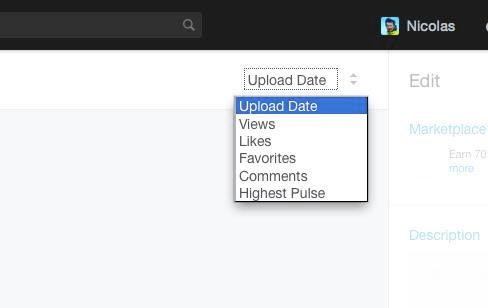 Nicolas
Upload Date
Edit
Upload Date
Views
Likes
Favorites
Comments
Highest Pulse
Marketplace
Earn 70
more
Description